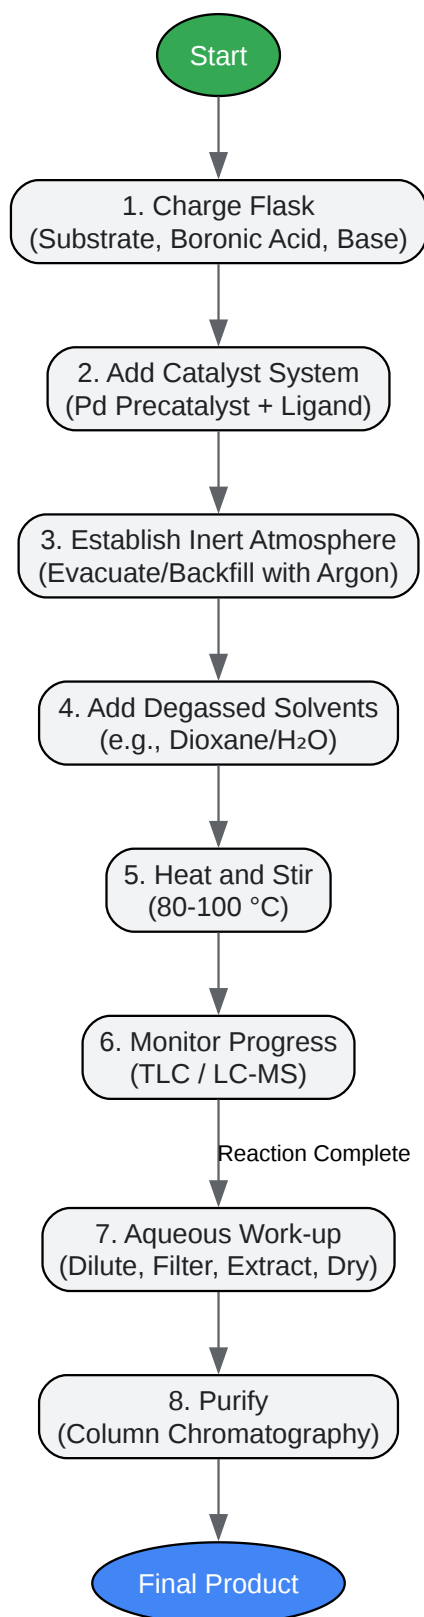 Start
1. Charge Flask
(Substrate, Boronic Acid, Base)
2. Add Catalyst System
(Pd Precatalyst + Ligand)
3. Establish Inert Atmosphere
(Evacuate/Backfill with Argon)
4. Add Degassed Solvents
(e.g., Dioxane/H₂O)
5. Heat and Stir
(80-100 °C)
6. Monitor Progress
(TLC / LC-MS)
Reaction Complete
7. Aqueous Work-up
(Dilute, Filter, Extract, Dry)
8. Purify
(Column Chromatography)
Final Product